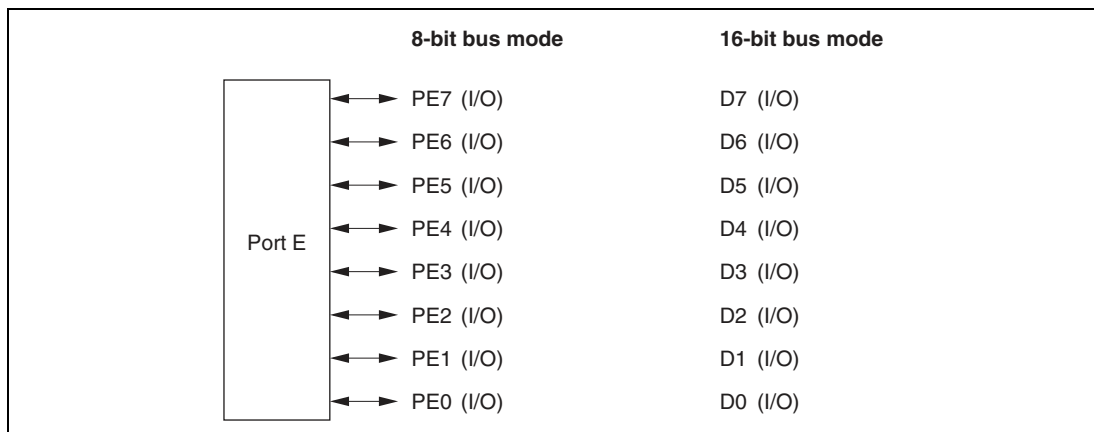 8-bit bus mode 16-bit bus mode
PE7 (I/O) D7 (I/O)
PE6 (I/O) D6 (I/O)
PE5 (I/O) D5 (I/O)
PE4 (I/O) D4 (I/O)
Port E
PE3 (I/O) D3 (I/O)
PE2 (I/O) D2 (I/O)
PE1 (I/O) D1 (I/O)
PE0 (I/O) D0 (I/O)